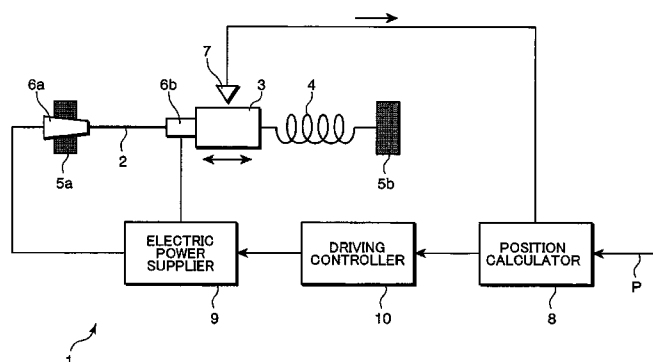 7
6a
6b
3
4
2
5a
5b
ELECTRIC
POWER
SUPPLIER
DRIVING
CONTROLLER
POSITION
CALCULATOR
P
9
10
8
1